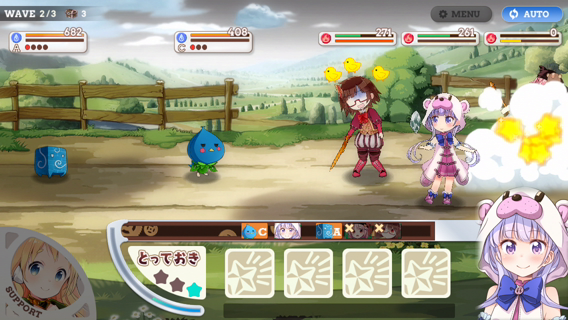 WAVE 2/3 3
MENU
AUTO
682
A
408
C
271
261
0
C
A
とっておき
SUPPORT